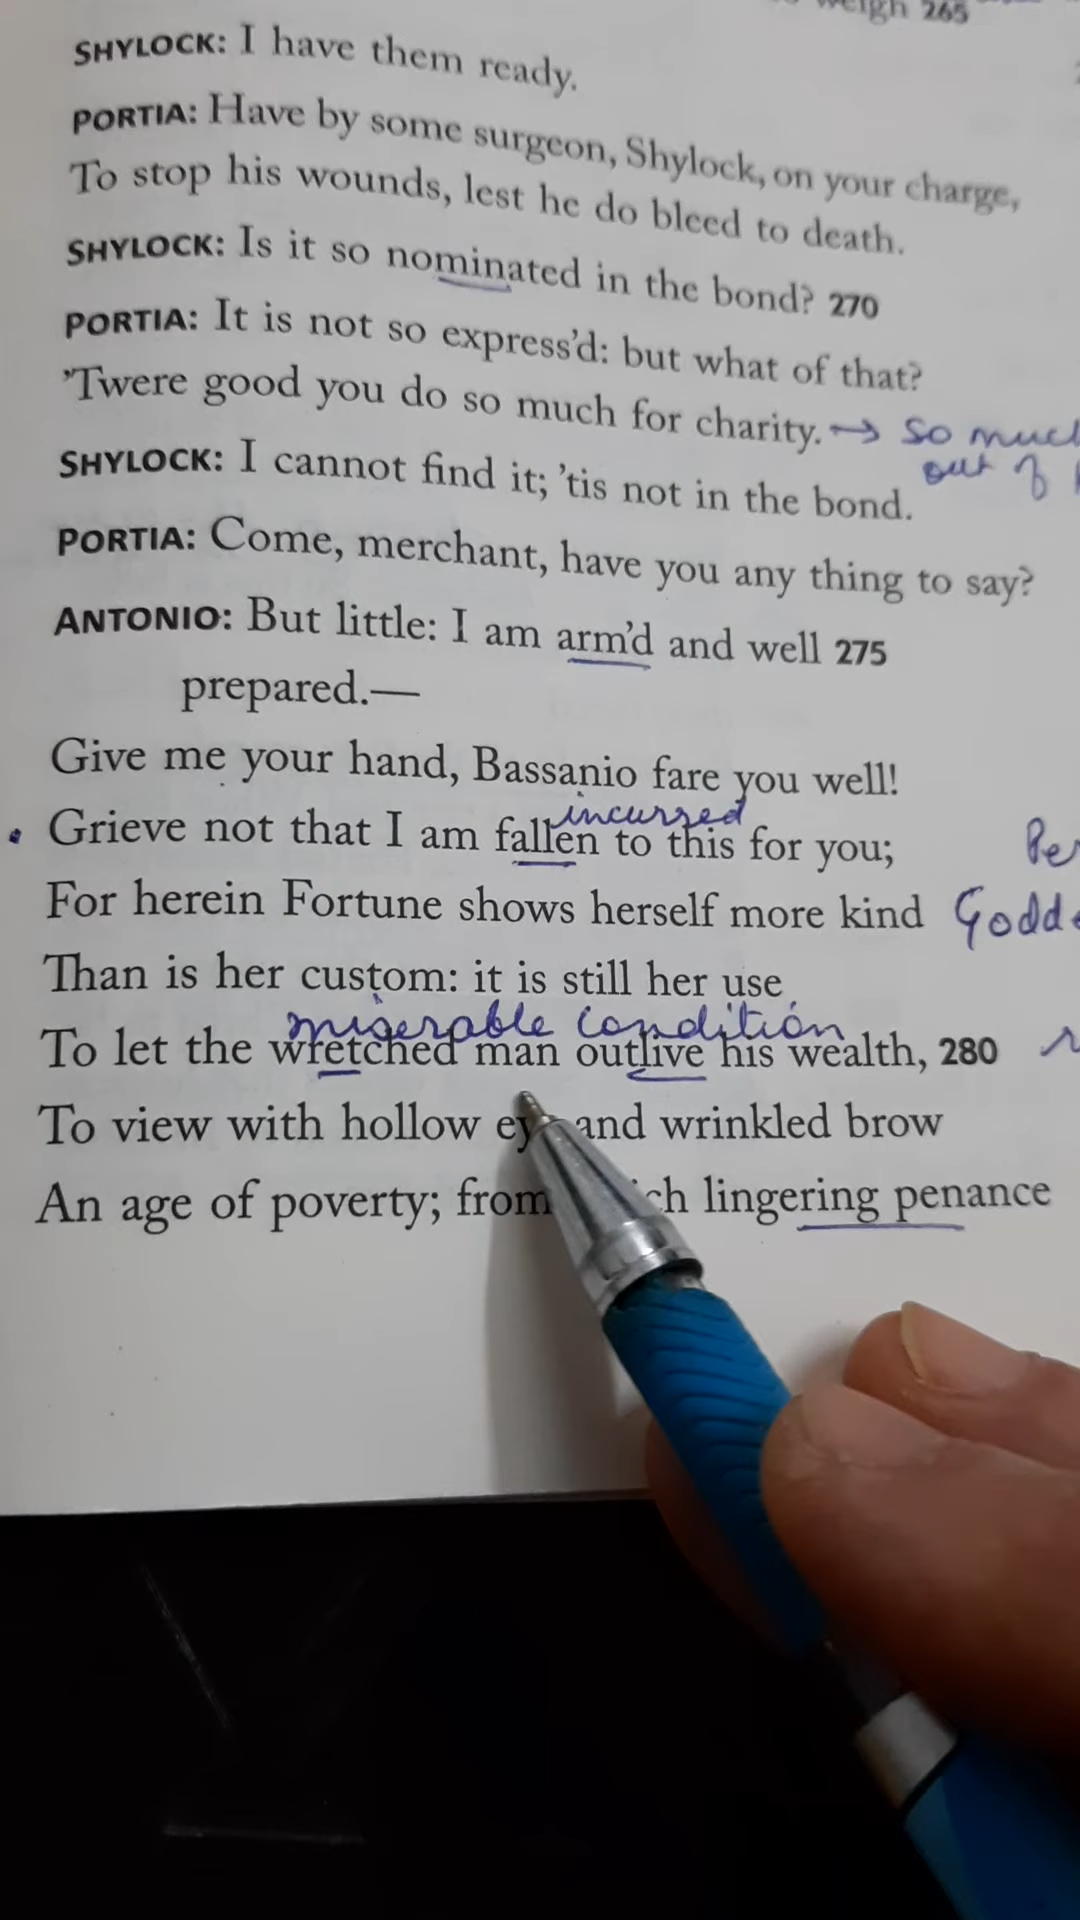 weigh 265
SHYLOCK: I have them ready.
PORTIA: Have by some surgeon, Shylock, on your charge,
To stop his wounds, lest he do bleed to death.
SHYLOCK: Is it so nominated in the bond? 270
PORTIA: It is not so express'd: but what of that?
'Twere good you do so much for charity. → so much
out of
SHYLOCK: I cannot find it; 'tis not in the bond.
PORTIA: Come, merchant, have you any thing to say?
ANTONIO: But little: I am arm'd and well 275
prepared.—
Give me your hand, Bassanio fare you well!
incurred
Grieve not that I am fallen to this for you;
For herein Fortune shows herself more kind
Than is her custom: it is still her use
miserable condition
To let the wretched man outlive his wealth, 280
To view with hollow and wrinkled brow
An age of poverty; from lingering penance